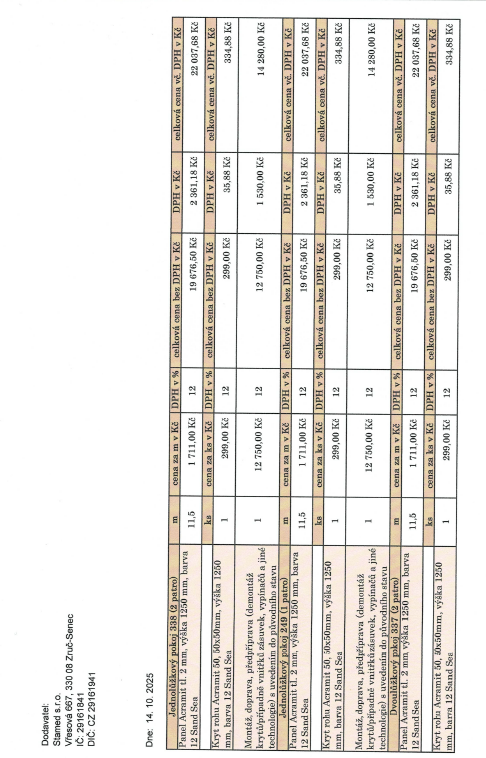 Dodavatel:
Stamed s.r.o.
Vřesová 667, 330 08 Zruč-Senec
IČ: 29161841
DIČ: CZ 29161841
Dne: 14. 10. 2025
Jednolůžkový pokoj 338 (2 patro) m cena za m v Kč DPH v % celková cena bez DPH v Kč DPH v Kč celková cena vč. DPH v Kč
Panel Acramit tl. 2 mm, výška 1250 mm, barva
12 Sand Sea 11,5 1 711,00 Kč 12 19 676,50 Kč 2 361,18 Kč 22 037,68 Kč
ks cena za ks v Kč DPH v % celková cena bez DPH v Kč DPH v Kč celková cena vč. DPH v Kč
Kryt rohu Acramit 50, 50x50mm, výška 1250
mm, barva 12 Sand Sea 1 299,00 Kč 12 299,00 Kč 35,88 Kč 334,88 Kč
Montáž, doprava, předpříprava (demontáž
krytů/případné vnitřků zásuvek, vypínačů a jiné
technologie) s uvedením do původního stavu 1 12 750,00 Kč 12 12 750,00 Kč 1 530,00 Kč 14 280,00 Kč
Jednolůžkový pokoj 249 (1 patro) m cena za m v Kč DPH v % celková cena bez DPH v Kč DPH v Kč celková cena vč. DPH v Kč
Panel Acramit tl. 2 mm, výška 1250 mm, barva
12 Sand Sea 11,5 1 711,00 Kč 12 19 676,50 Kč 2 361,18 Kč 22 037,68 Kč
ks cena za ks v Kč DPH v % celková cena bez DPH v Kč DPH v Kč celková cena vč. DPH v Kč
Kryt rohu Acramit 50, 50x50mm, výška 1250
mm, barva 12 Sand Sea 1 299,00 Kč 12 299,00 Kč 35,88 Kč 334,88 Kč
Montáž, doprava, předpříprava (demontáž
krytů/případné vnitřků zásuvek, vypínačů a jiné
technologie) s uvedením do původního stavu 1 12 750,00 Kč 12 12 750,00 Kč 1 530,00 Kč 14 280,00 Kč
Dvoulůžkový pokoj 337 (2 patro) m cena za m v Kč DPH v % celková cena bez DPH v Kč DPH v Kč celková cena vč. DPH v Kč
Panel Acramit tl. 2 mm, výška 1250 mm, barva
12 Sand Sea 11,5 1 711,00 Kč 12 19 676,50 Kč 2 361,18 Kč 22 037,68 Kč
ks cena za ks v Kč DPH v % celková cena bez DPH v Kč DPH v Kč celková cena vč. DPH v Kč
Kryt rohu Acramit 50, 50x50mm, výška 1250
mm, barva 12 Sand Sea 1 299,00 Kč 12 299,00 Kč 35,88 Kč 334,88 Kč